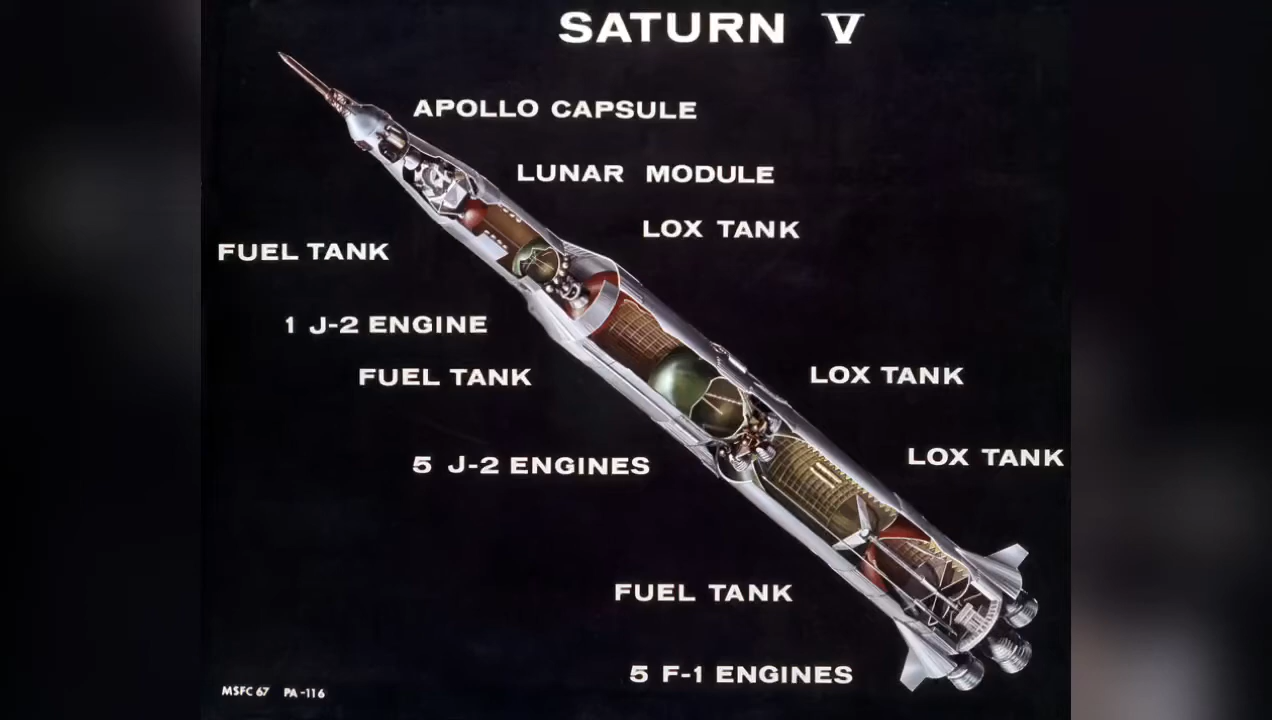 SATURN V
APOLLO CAPSULE
LUNAR MODULE
LOX TANK
FUEL TANK
1 J-2 ENGINE
FUEL TANK
LOX TANK
5 J-2 ENGINES
LOX TANK
FUEL TANK
5 F-1 ENGINES
MSFC 67 PA-116